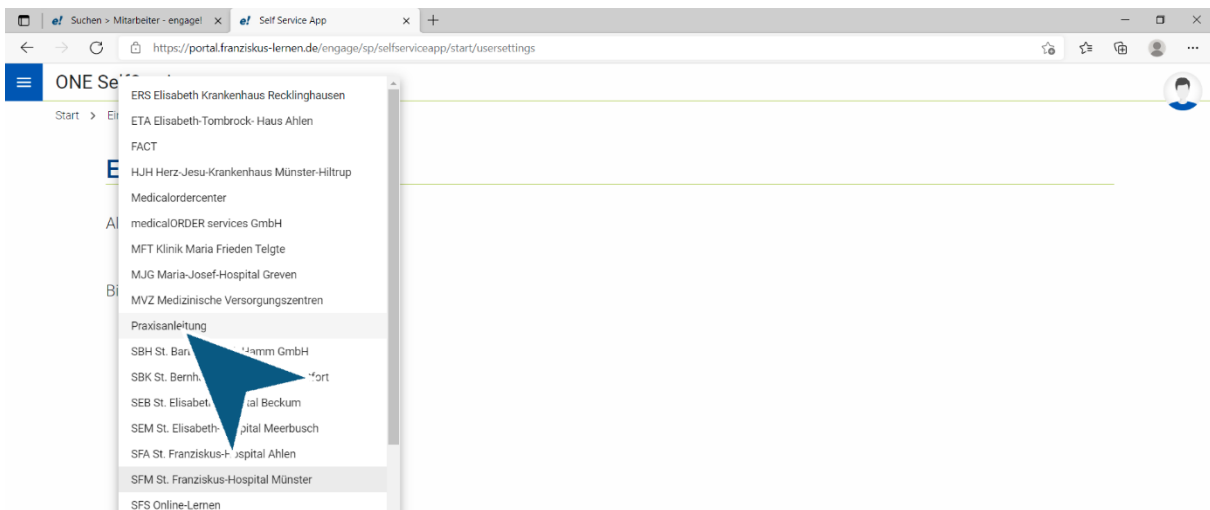 e! Suchen > Mitarbeiter - engage! e! Self Service App
https://portal.franziskus-lernen.de/engage/sp/selfserviceapp/start/usersettings
ONE Se
Start > Ei
E
Al
Bi
ERS Elisabeth Krankenhaus Recklinghausen
ETA Elisabeth-Tombrock- Haus Ahlen
FACT
HJH Herz-Jesu-Krankenhaus Münster-Hiltrup
Medicalordercenter
medicalORDER services GmbH
MFT Klinik Maria Frieden Telgte
MJG Maria-Josef-Hospital Greven
MVZ Medizinische Versorgungszentren
Praxisanleitung
SBH St. Bar Hamm GmbH
SBK St. Bernh tfort
SEB St. Elisabet tal Beckum
SEM St. Elisabeth- pital Meerbusch
SFA St. Franziskus-Hospital Ahlen
SFM St. Franziskus-Hospital Münster
SFS Online-Lernen